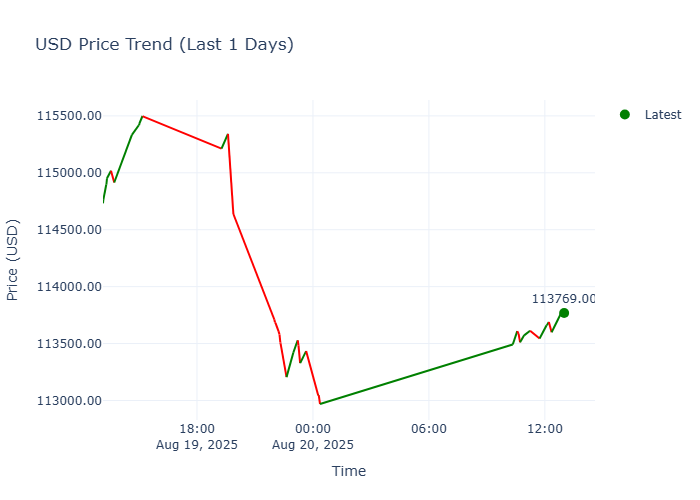 USD Price Trend (Last 1 Days)
Latest
115500.00
115000.00
114500.00
114000.00
113500.00
113000.00
Price (USD)
113769.00
18:00
Aug 19, 2025
00:00
Aug 20, 2025
06:00
12:00
Time